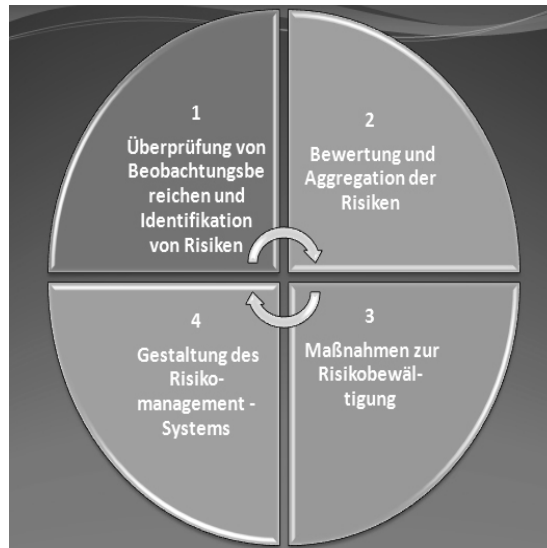 1
Überprüfung von
Beobachtungsbe
reichen und
Identifikation
von Risiken
2
Bewertung und
Aggregation der
Risiken
3
Maßnahmen zur
Risikobewäl-
tigung
4
Gestaltung des
Risiko-
management -
Systems